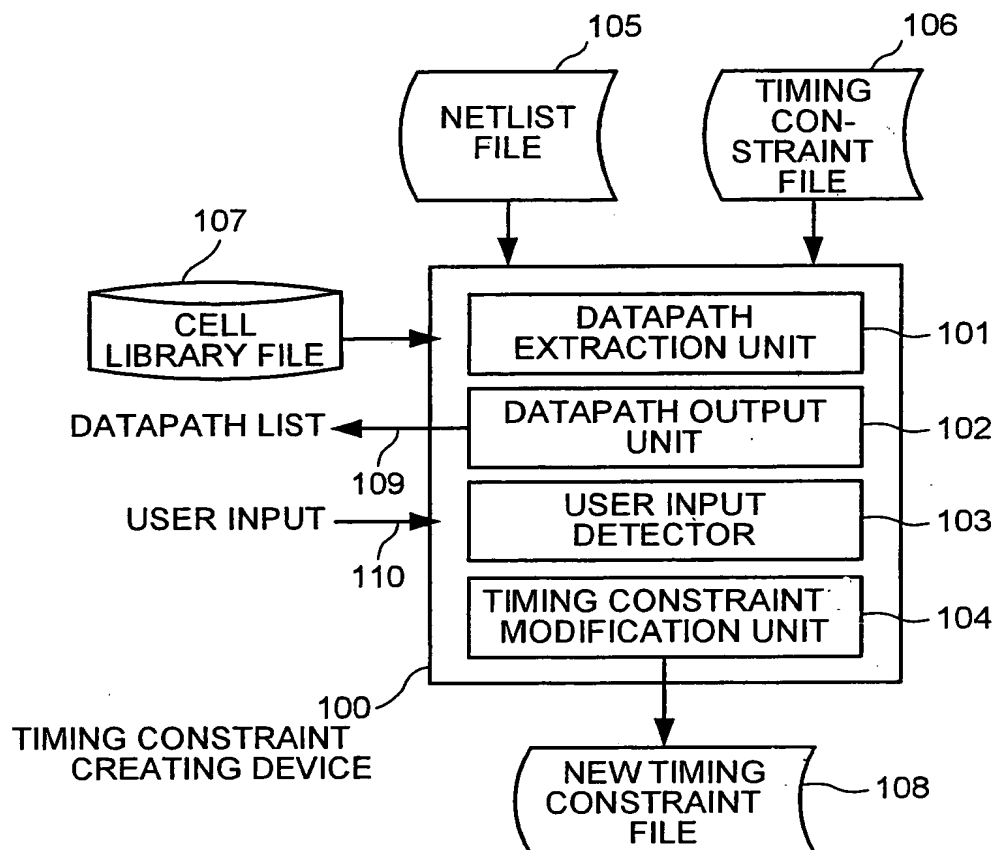 105
106
NETLIST
FILE
TIMING
CON-
STRAINT
FILE
107
CELL
LIBRARY FILE
DATAPATH
EXTRACTION UNIT
101
DATAPATH LIST
109
DATAPATH OUTPUT
UNIT
102
USER INPUT
110
USER INPUT
DETECTOR
103
TIMING CONSTRAINT
MODIFICATION UNIT
104
100
TIMING CONSTRAINT
CREATING DEVICE
NEW TIMING
CONSTRAINT
FILE
108